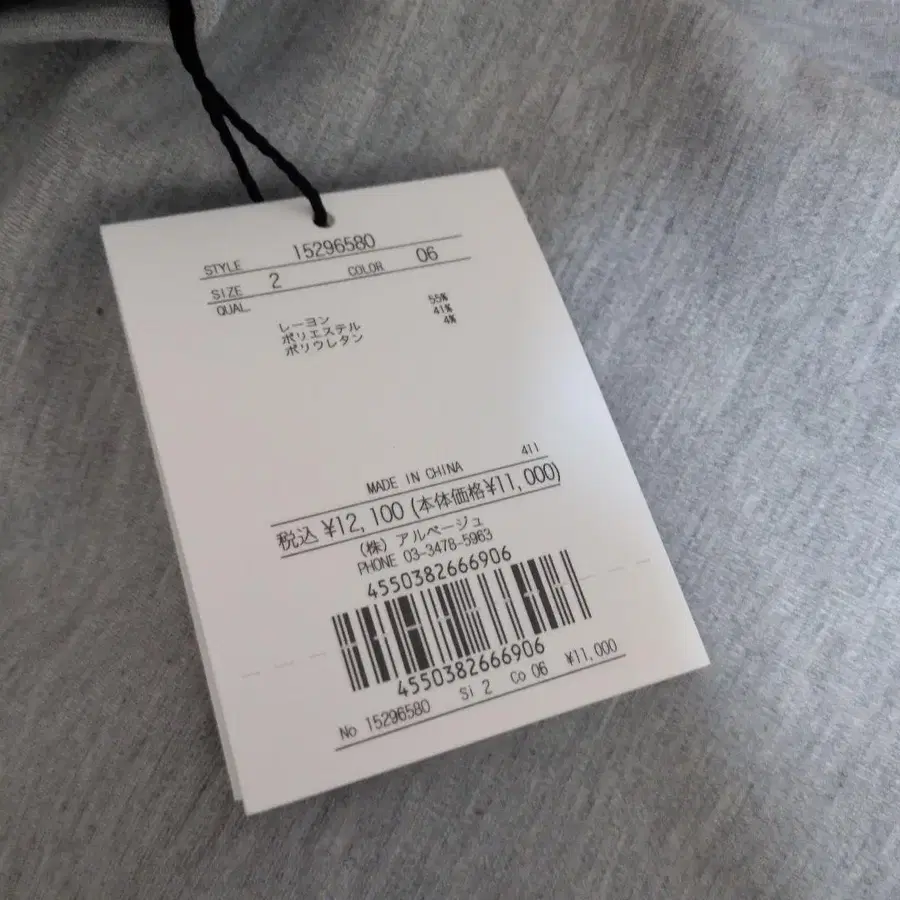 STYLE 15296580
SIZE 2 COLOR 06
QUAL.
レーヨン 55%
ポリエステル 41%
ポリウレタン 4%
411
MADE IN CHINA
税込 ¥12,100 (本体価格¥11,000)
(株) アルページュ
PHONE 03-3478-5963
4550382666906
4550382666906
No 15296580 Si 2 Co 06 ¥11,000